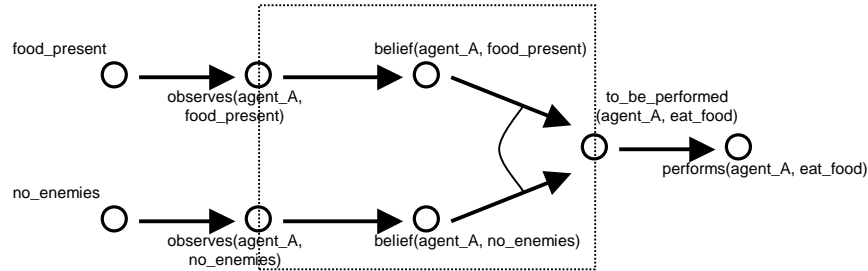 food_present
observes(agent_A,
food_present)
belief(agent_A, food_present)
to_be_performed
(agent_A, eat_food)
performs(agent_A, eat_food)
no_enemies
observes(agent_A,
no_enemies)
belief(agent_A, no_enemies)